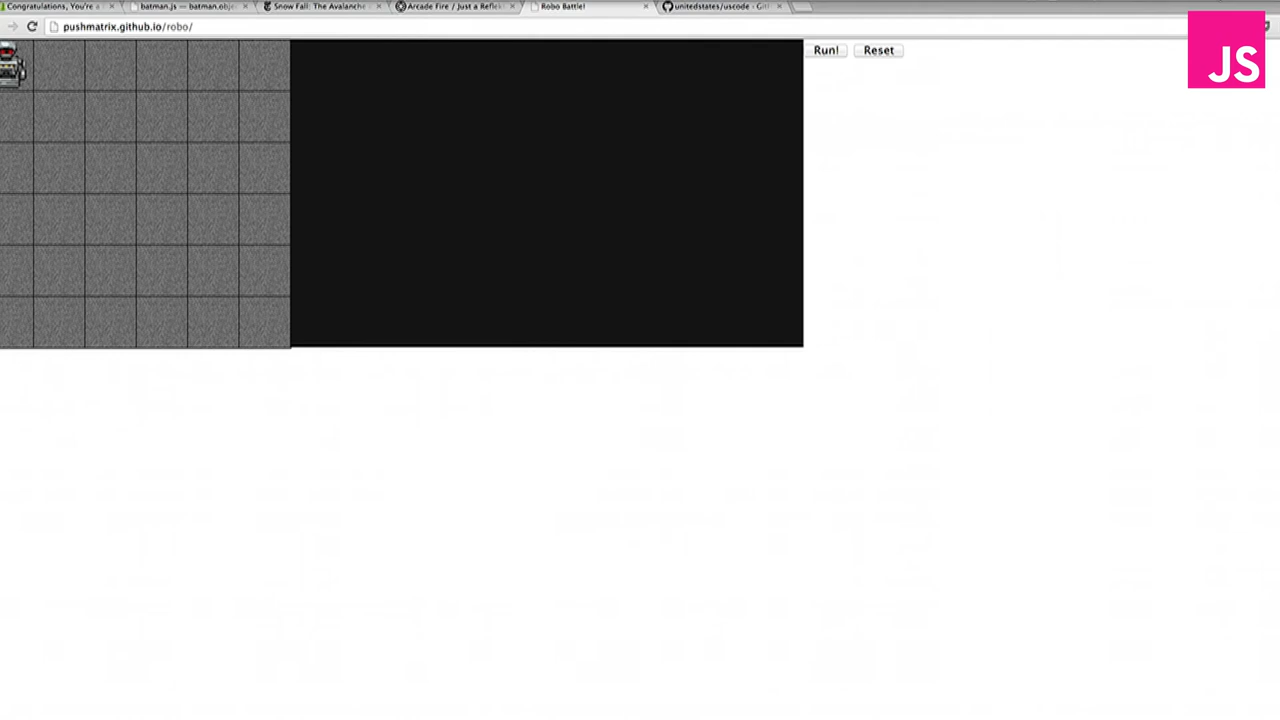 Congratulations, You're a
batman.js — batman.obje
Snow Fall: The Avalanche
Arcade Fire / Just a Reflek
Robo Battle!
unitedstates/uscode · Git
pushmatrix.github.io/robo/
Run!
Reset
JS